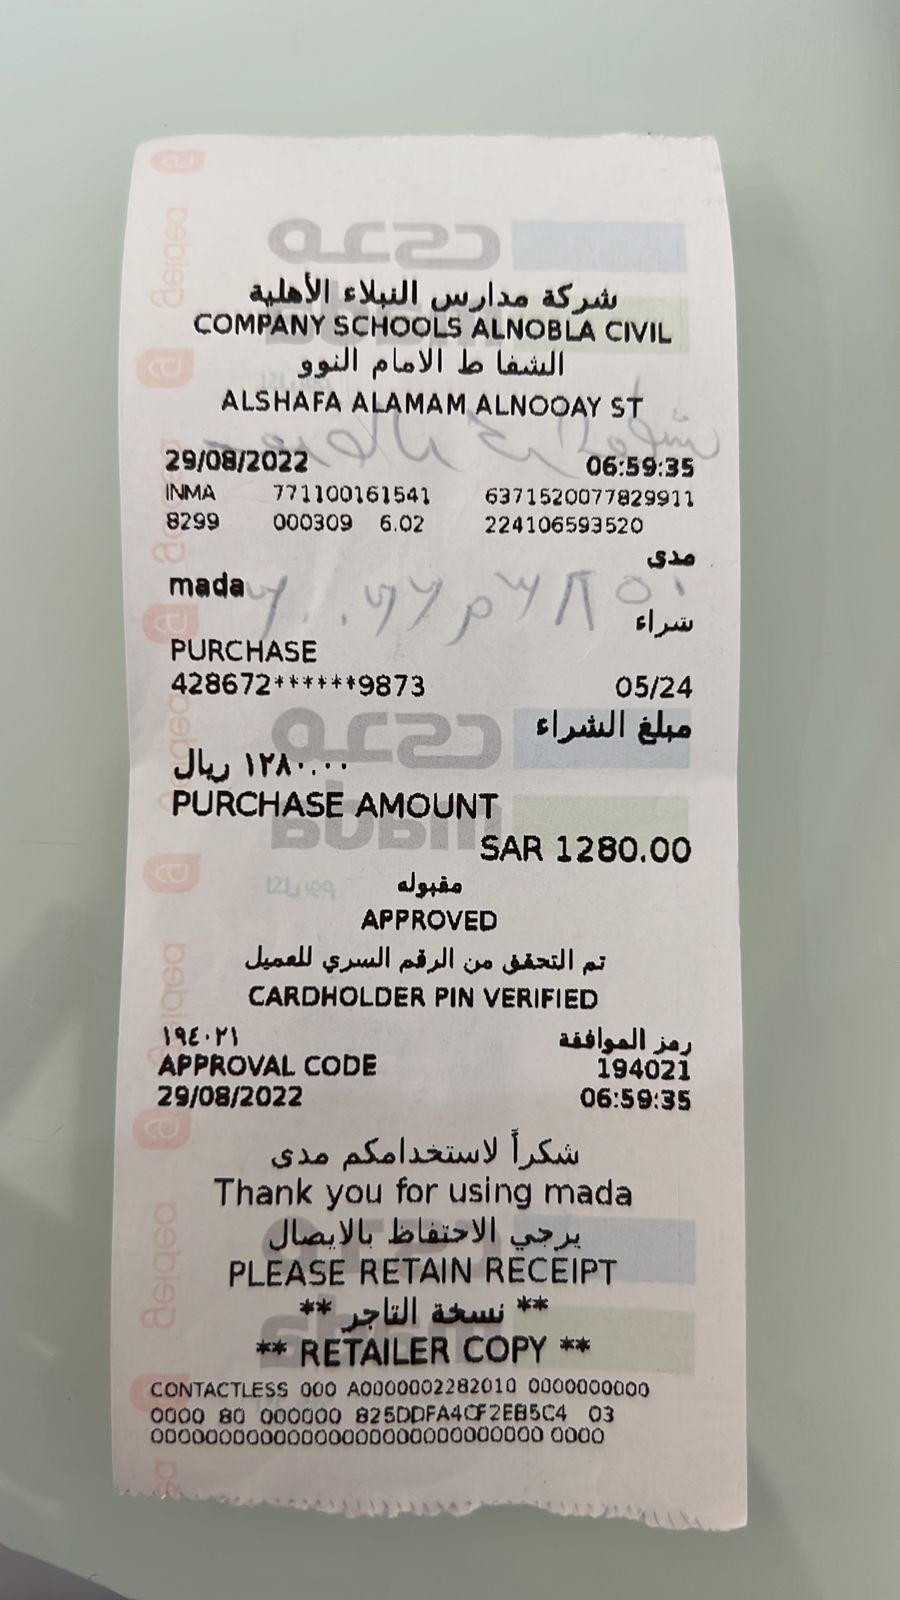 شركة مدارس النبلاء الأهلية
COMPANY SCHOOLS ALNOBLA CIVIL
الشفا ط الامام النوو
ALSHAFA ALAMAM ALNOOAY ST
29/08/2022 06:59:35
INMA 771100161541 6371520077829911
8299 000309 6.02 224106593520
مدى
mada
شراء
PURCHASE
428672******9873 05/24
مبلغ الشراء
١٢٨٠.٠٠ ريال
PURCHASE AMOUNT
SAR 1280.00
مقبوله
APPROVED
تم التحقق من الرقم السري للعميل
CARDHOLDER PIN VERIFIED
رمز الموافقة ١٩٤٠٢١
APPROVAL CODE 194021
29/08/2022 06:59:35
شكراً لاستخدامكم مدى
Thank you for using mada
يرجي الاحتفاظ بالايصال
PLEASE RETAIN RECEIPT
** نسخة التاجر **
** RETAILER COPY **
CONTACTLESS 000 A0000002282010 0000000000
0000 80 000000 825DDFA4CF2EB5C4 03
0000